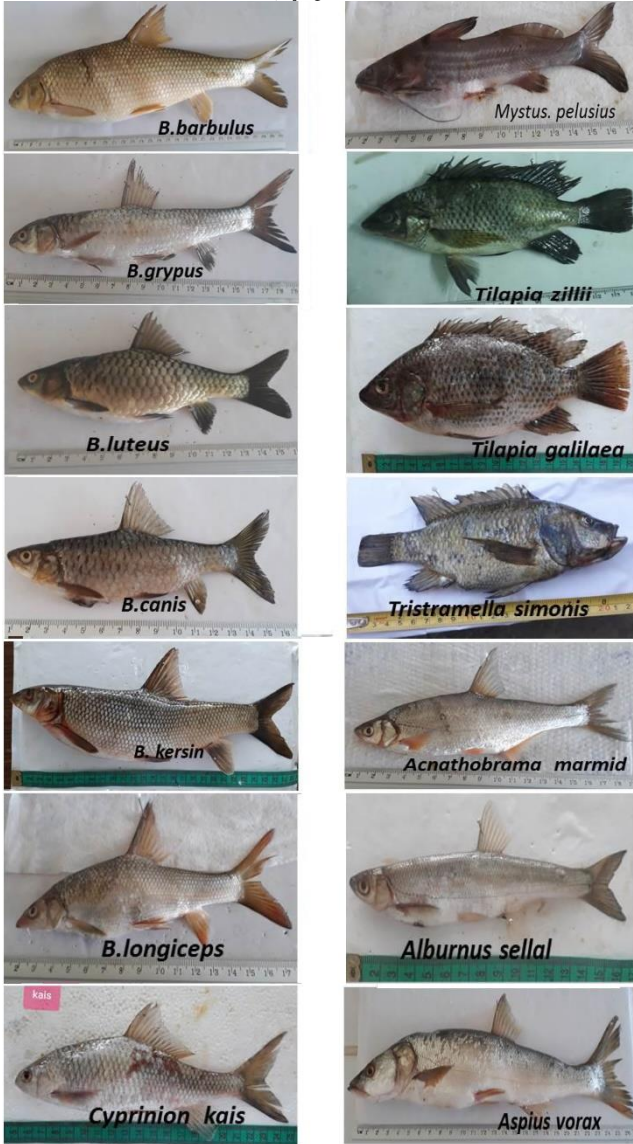 B.barbulus
Mystus. pelusius
B.grypus
Tilapia zillii
B.luteus
Tilapia galilaea
B.canis
Tristramella simonis
B. kersin
Acnathobrama marmid
B.longiceps
Alburnus sellal
kais
Cyprinion kais
Aspius vorax